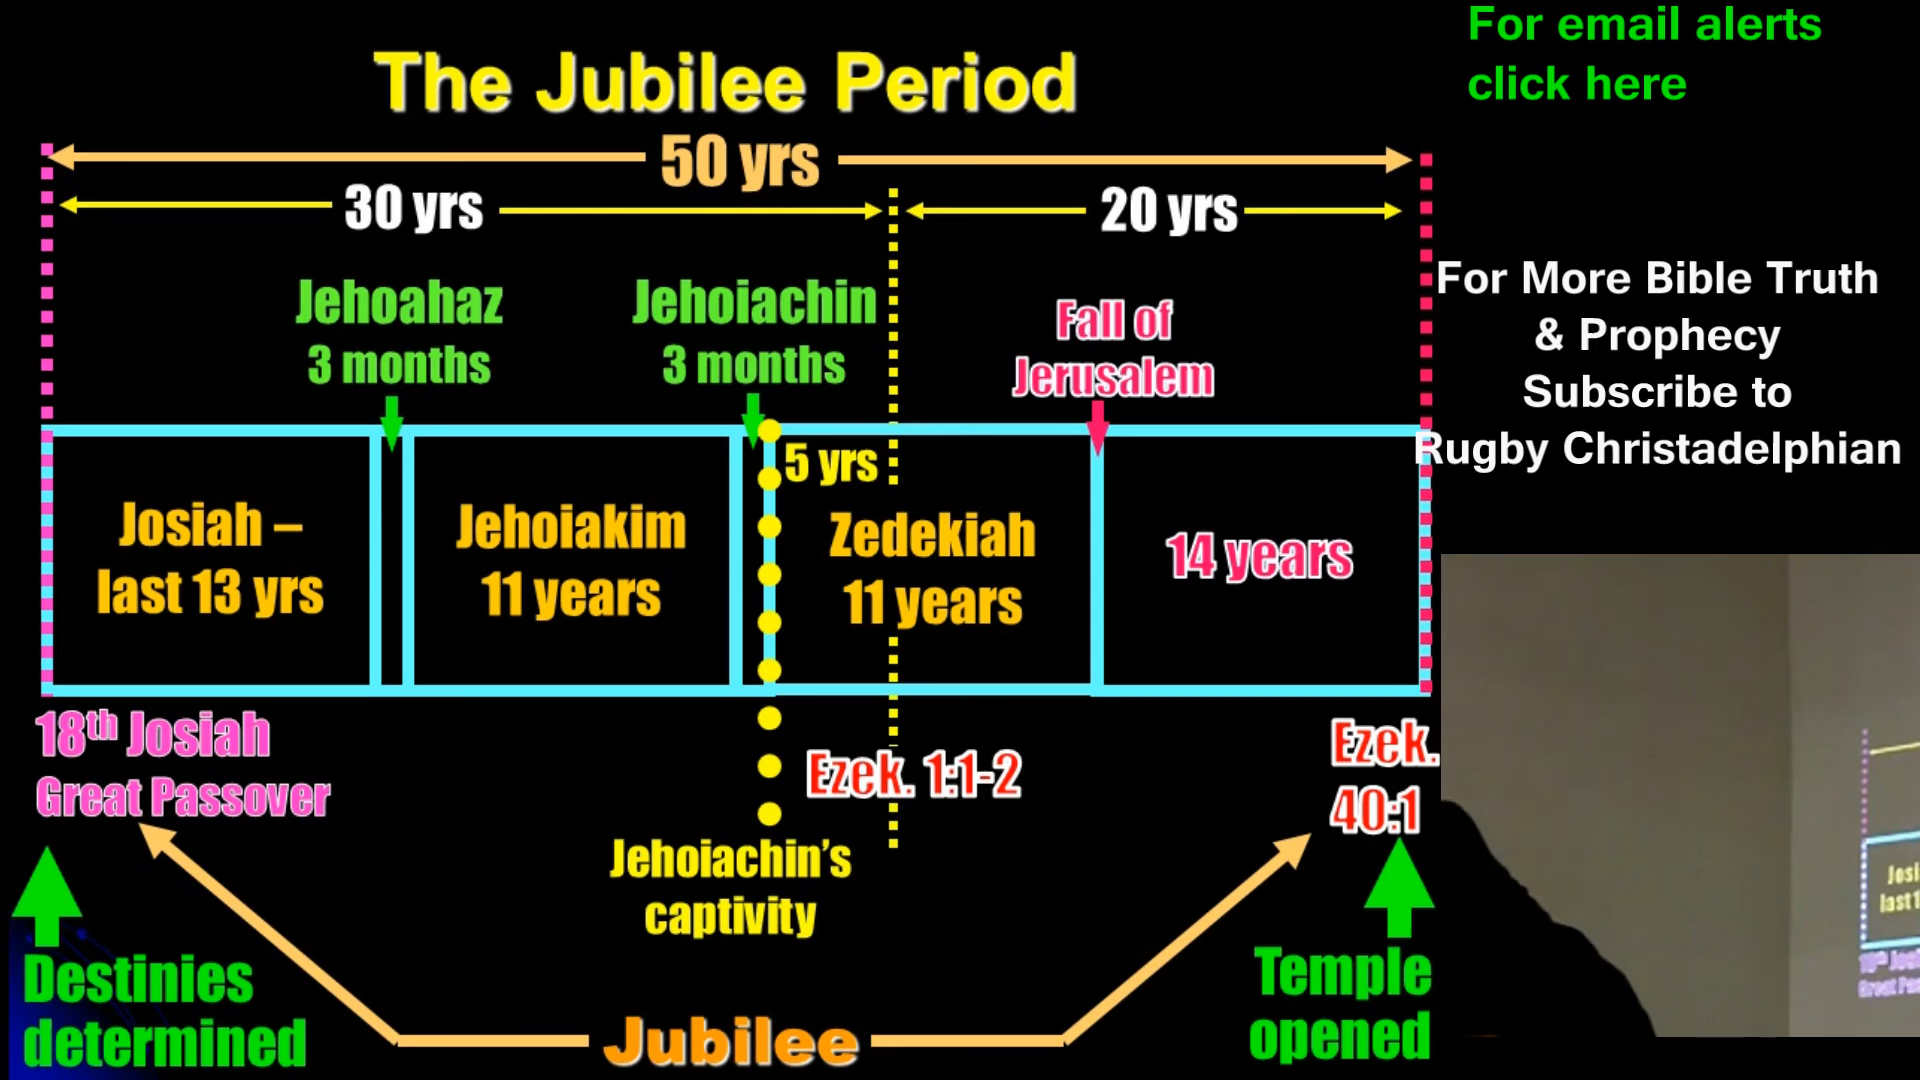 For email alerts
click here
The Jubilee Period
50 yrs
30 yrs
20 yrs
Jehoahaz
3 months
Jehoiachin
3 months
Fall of
Jerusalem
For More Bible Truth
& Prophecy
Subscribe to
Rugby Christadelphian
5 yrs
Josiah –
last 13 yrs
Jehoiakim
11 years
Zedekiah
11 years
14 years
18th Josiah
Great Passover
Ezek. 1:1-2
Ezek.
40:1
Jehoiachin’s
captivity
Destinies
determined
Jubilee
Temple
opened